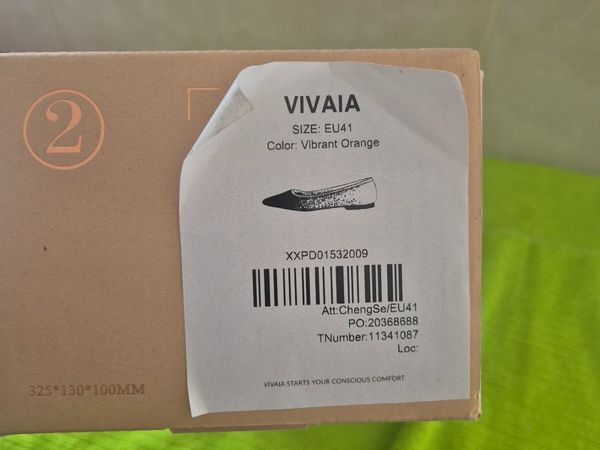 2
VIVAIA
SIZE: EU41
Color: Vibrant Orange
XXPD01532009
Att:ChengSe/EU41
PO:20368688
TNumber:11341087
Loc:
VIVAIA STARTS YOUR CONSCIOUS COMFORT
325*130*100MM